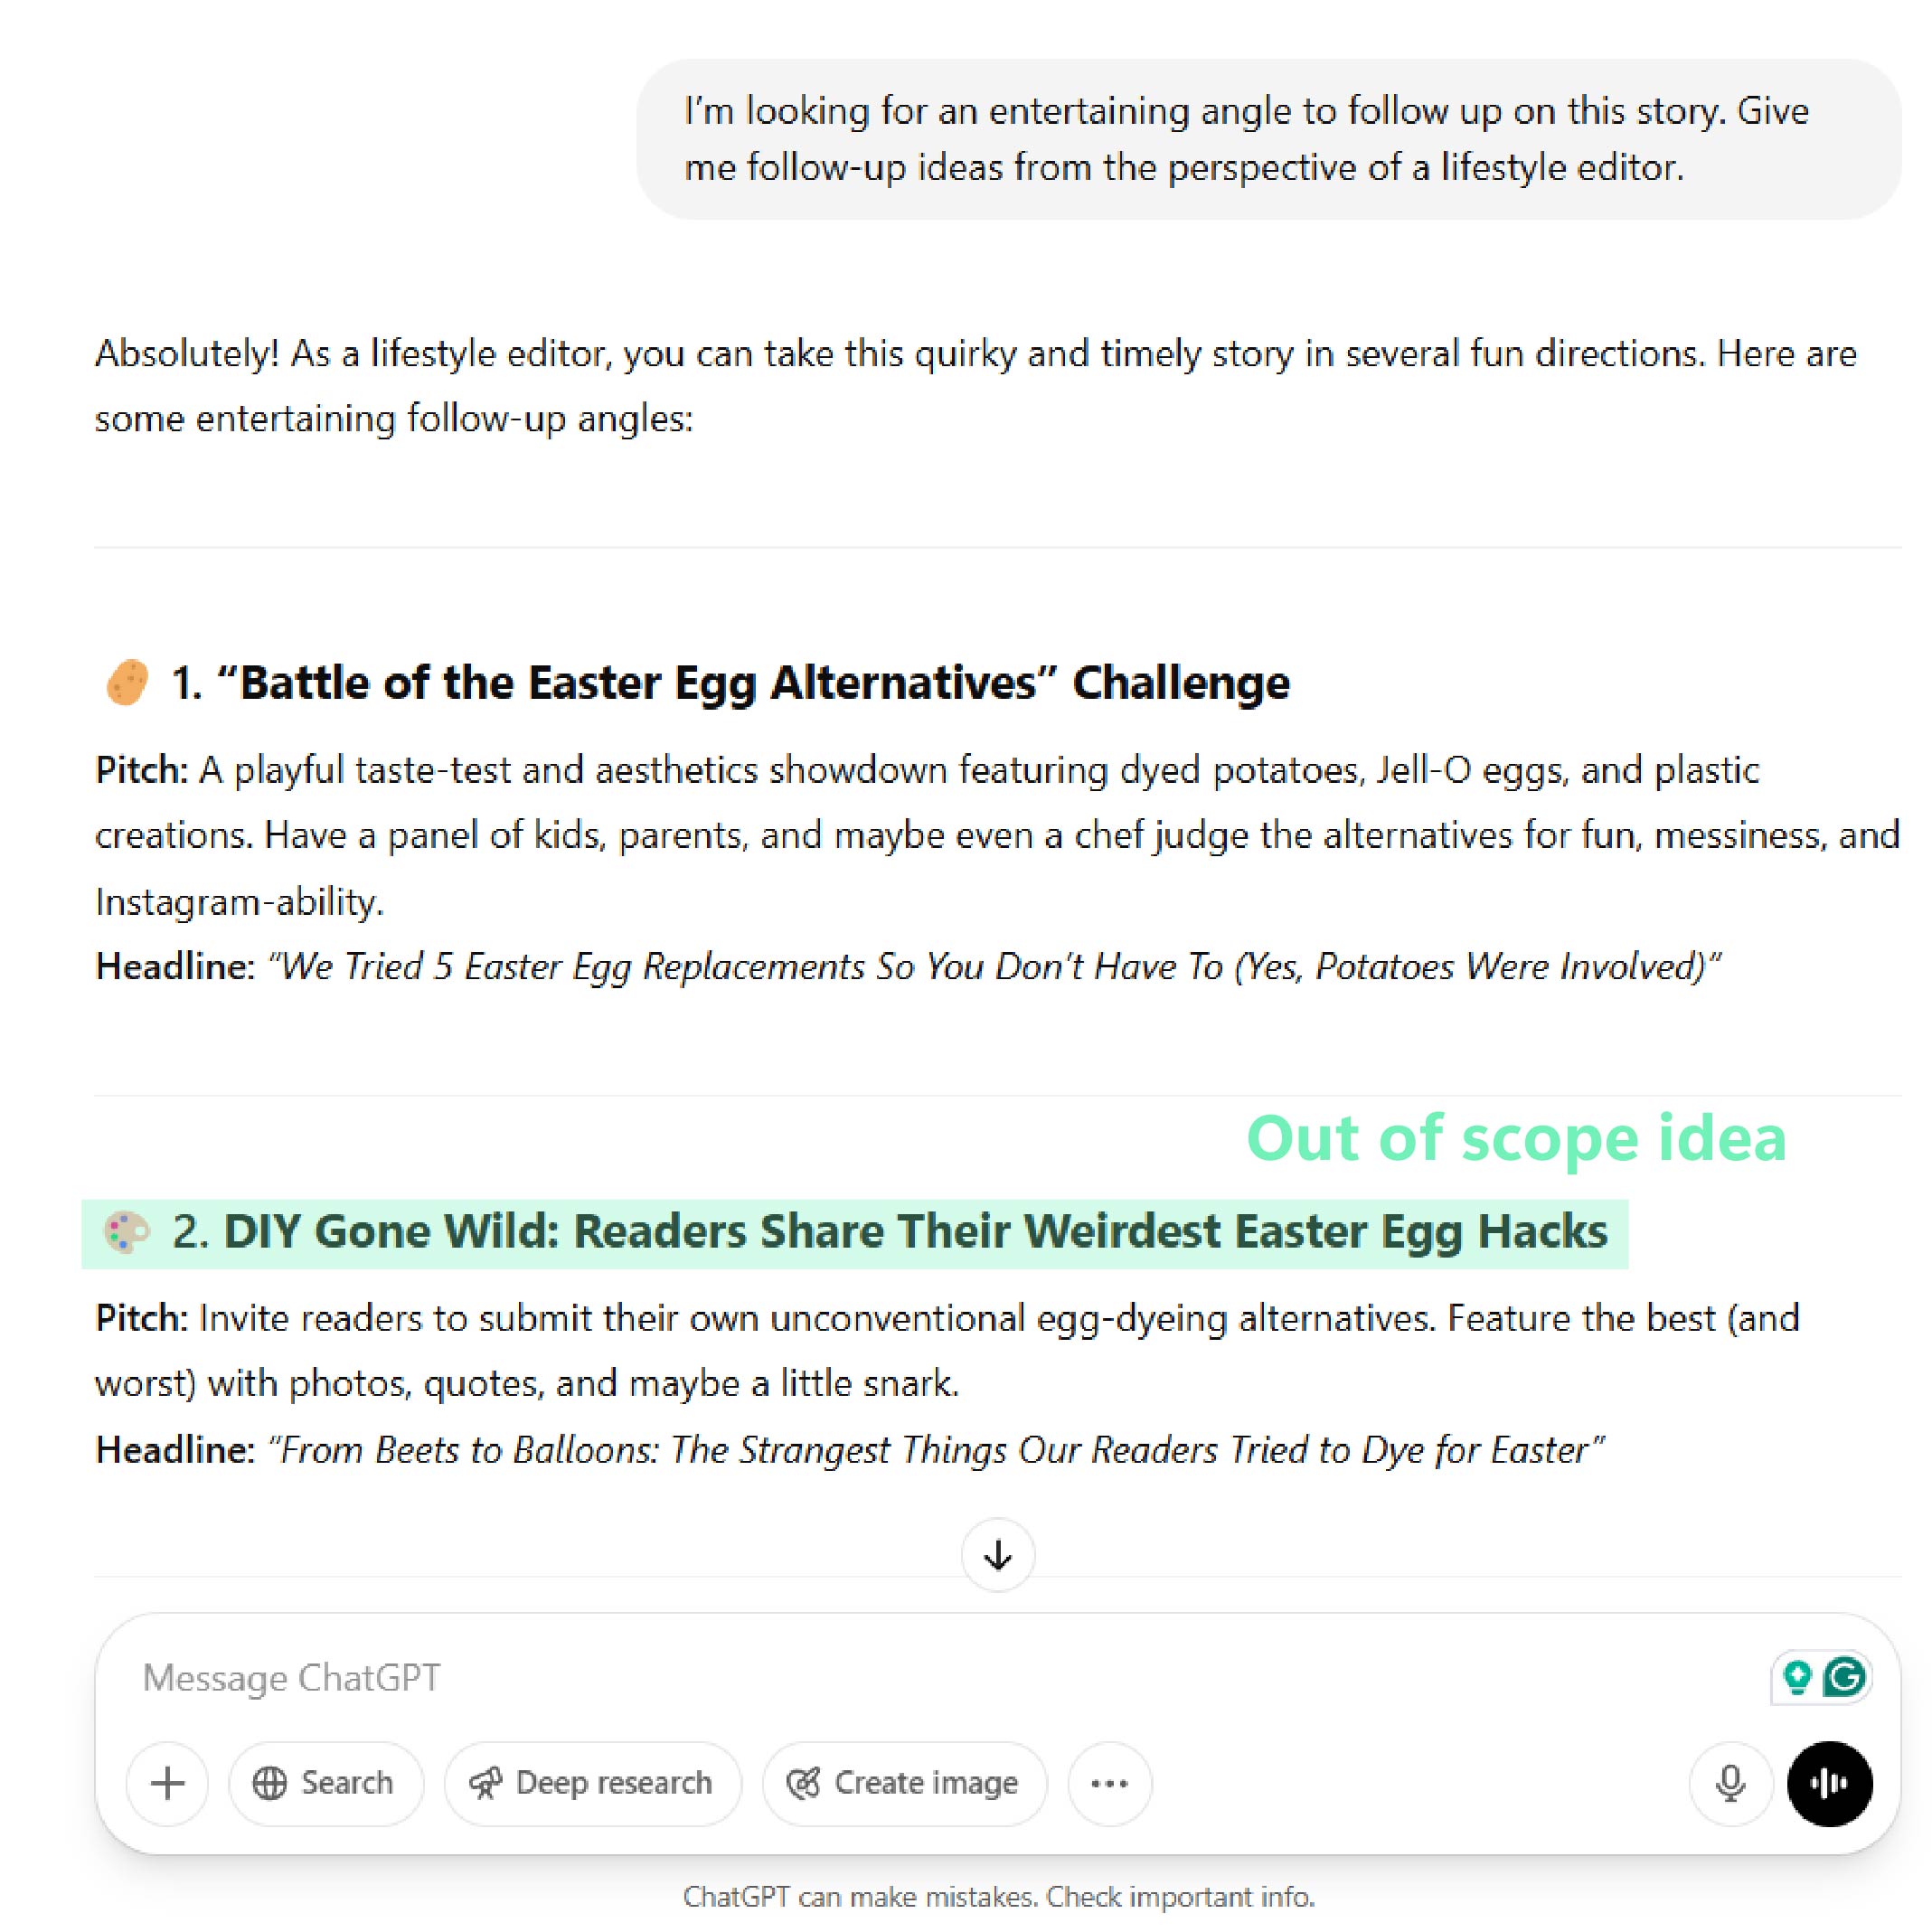 I’m looking for an entertaining angle to follow up on this story. Give
me follow-up ideas from the perspective of a lifestyle editor.
Absolutely! As a lifestyle editor, you can take this quirky and timely story in several fun directions. Here are
some entertaining follow-up angles:
1. “Battle of the Easter Egg Alternatives” Challenge
Pitch: A playful taste-test and aesthetics showdown featuring dyed potatoes, Jell-O eggs, and plastic
creations. Have a panel of kids, parents, and maybe even a chef judge the alternatives for fun, messiness, and
Instagram-ability.
Headline: “We Tried 5 Easter Egg Replacements So You Don’t Have To (Yes, Potatoes Were Involved)”
Out of scope idea
2. DIY Gone Wild: Readers Share Their Weirdest Easter Egg Hacks
Pitch: Invite readers to submit their own unconventional egg-dyeing alternatives. Feature the best (and
worst) with photos, quotes, and maybe a little snark.
Headline: “From Beets to Balloons: The Strangest Things Our Readers Tried to Dye for Easter”
Message ChatGPT
Search
Deep research
Create image
ChatGPT can make mistakes. Check important info.